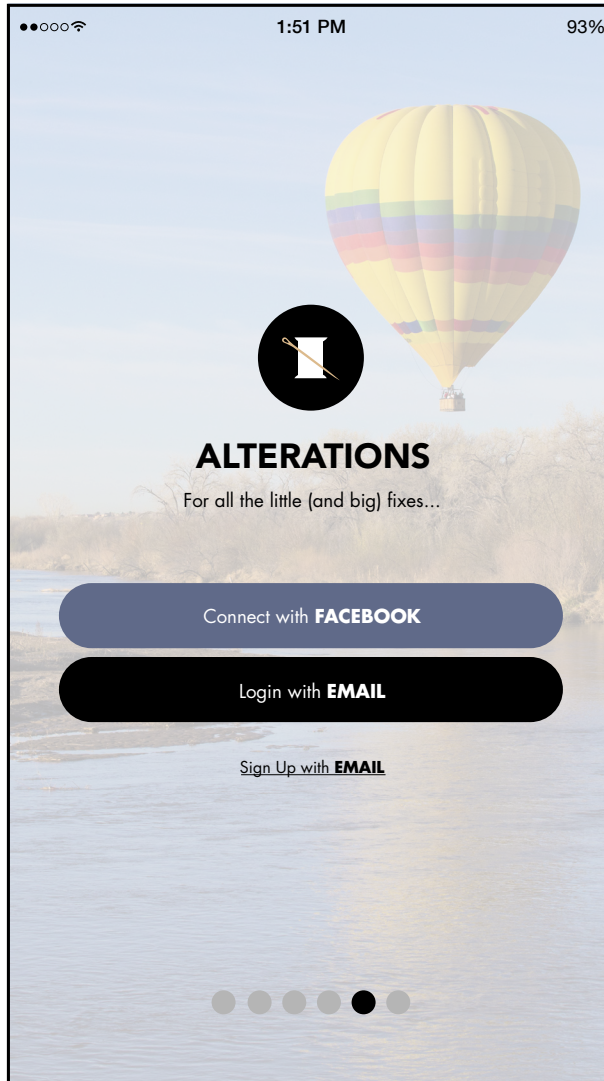 1:51 PM
93%
ALTERATIONS
For all the little (and big) fixes...
Connect with FACEBOOK
Login with EMAIL
Sign Up with EMAIL